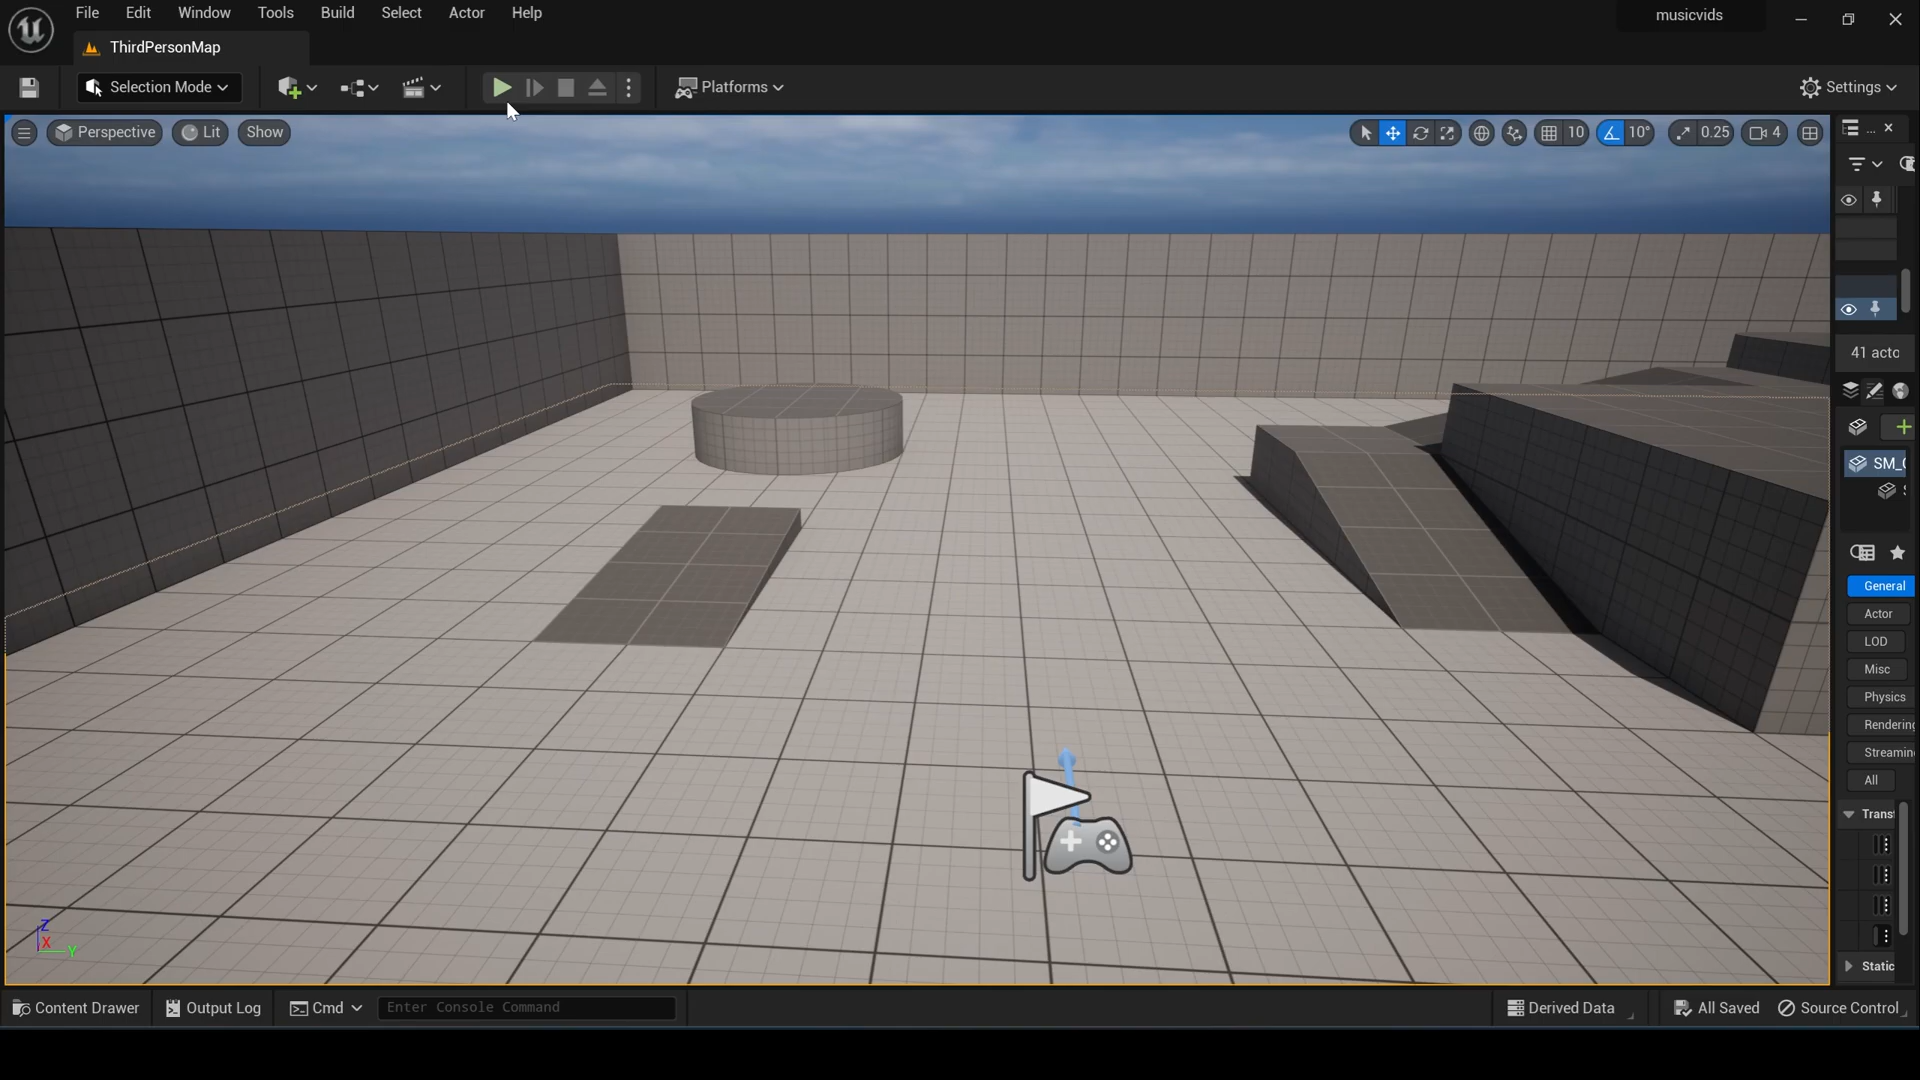 File Edit Window Tools Build Select Actor Help
musicvids
ThirdPersonMap
Selection Mode
Platforms
Settings
Perspective Lit Show
10 10° 0.25 4
...
41 acto
SM_
General
Actor
LOD
Misc
Physics
Rendering
Streamin
All
Transf
Z
X
Y
Static
Content Drawer Output Log Cmd Enter Console Command Derived Data All Saved Source Control